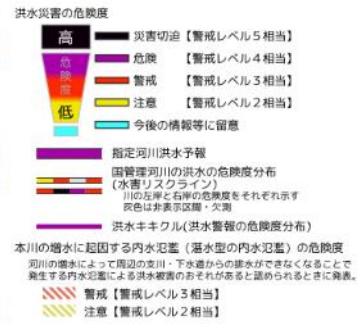 洪水災害の危険度
高
危険度
低
災害切迫【警戒レベル5相当】
危険　　【警戒レベル4相当】
警戒　　【警戒レベル3相当】
注意　　【警戒レベル2相当】
今後の情報等に留意
指定河川洪水予報
国管理河川の洪水の危険度分布
(水害リスクライン)
川の左岸と右岸の危険度をそれぞれ示す
灰色は非表示区間・欠測
洪水キキクル(洪水警報の危険度分布)
本川の増水に起因する内水氾濫（湛水型の内水氾濫）の危険度
河川の増水によって周辺の支川・下水道からの排水ができなくなることで
発生する内水氾濫による洪水被害のおそれがあると認められるときに発表。
警戒【警戒レベル3相当】
注意【警戒レベル2相当】